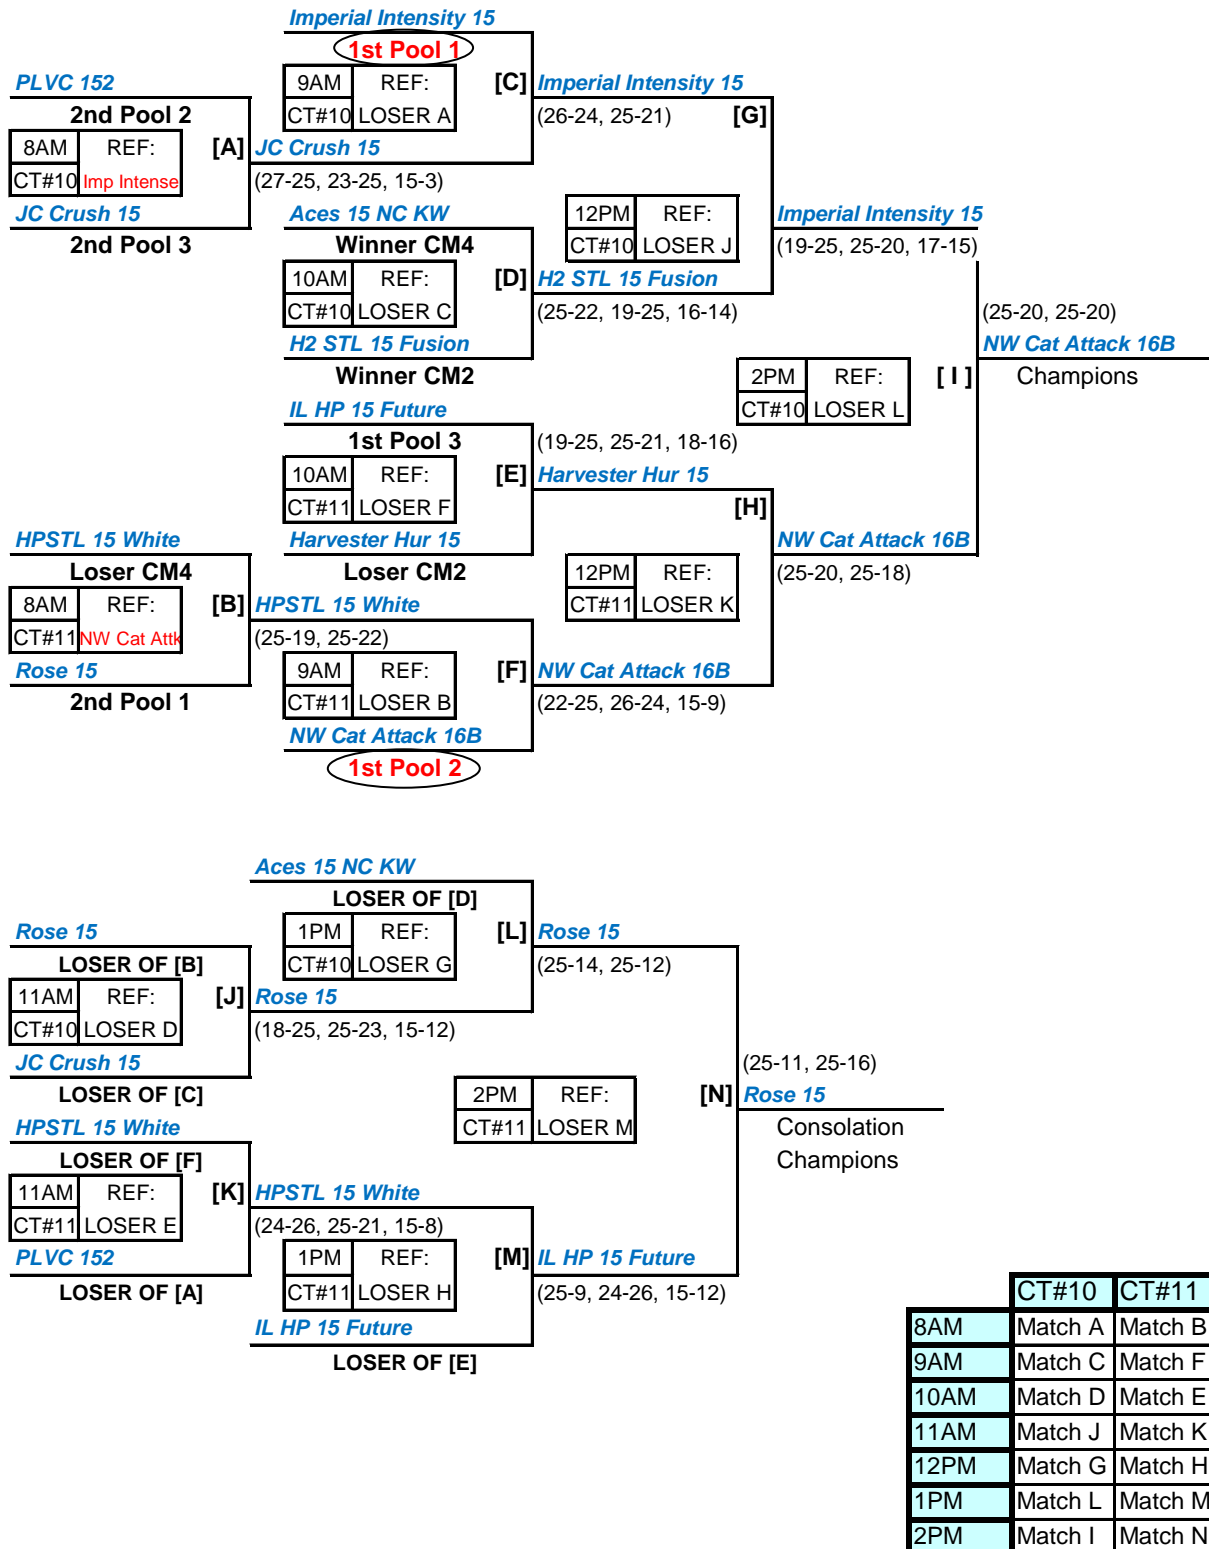 Imperial Intensity 15
1st Pool 1
PLVC 152
9AM REF: [C] Imperial Intensity 15
2nd Pool 2
CT#10 LOSER A
(26-24, 25-21) [G]
8AM REF: [A] JC Crush 15
CT#10 Imp Intense
(27-25, 23-25, 15-3)
JC Crush 15
Aces 15 NC KW
12PM REF: Imperial Intensity 15
2nd Pool 3
Winner CM4
CT#10 LOSER J
(19-25, 25-20, 17-15)
10AM REF: [D] H2 STL 15 Fusion
CT#10 LOSER C
(25-22, 19-25, 16-14)
(25-20, 25-20)
H2 STL 15 Fusion
NW Cat Attack 16B
Winner CM2
2PM REF: [ I ]
Champions
IL HP 15 Future
CT#10 LOSER L
1st Pool 3
(19-25, 25-21, 18-16)
10AM REF: [E] Harvester Hur 15
CT#11 LOSER F
[H]
HPSTL 15 White
Harvester Hur 15
NW Cat Attack 16B
Loser CM4
Loser CM2
12PM REF:
(25-20, 25-18)
8AM REF: [B] HPSTL 15 White
CT#11 LOSER K
CT#11 NW Cat Attk
(25-19, 25-22)
Rose 15
9AM REF: [F] NW Cat Attack 16B
2nd Pool 1
CT#11 LOSER B
(22-25, 26-24, 15-9)
NW Cat Attack 16B
1st Pool 2
Aces 15 NC KW
LOSER OF [D]
Rose 15
1PM REF: [L] Rose 15
LOSER OF [B]
CT#10 LOSER G
(25-14, 25-12)
11AM REF: [J] Rose 15
CT#10 LOSER D
(18-25, 25-23, 15-12)
JC Crush 15
(25-11, 25-16)
LOSER OF [C]
2PM REF: [N] Rose 15
HPSTL 15 White
CT#11 LOSER M
Consolation
LOSER OF [F]
Champions
11AM REF: [K] HPSTL 15 White
CT#11 LOSER E
(24-26, 25-21, 15-8)
PLVC 152
1PM REF: [M] IL HP 15 Future
LOSER OF [A]
CT#11 LOSER H
(25-9, 24-26, 15-12)
IL HP 15 Future
LOSER OF [E]
CT#10 CT#11
8AM Match A Match B
9AM Match C Match F
10AM Match D Match E
11AM Match J Match K
12PM Match G Match H
1PM Match L Match M
2PM Match I Match N